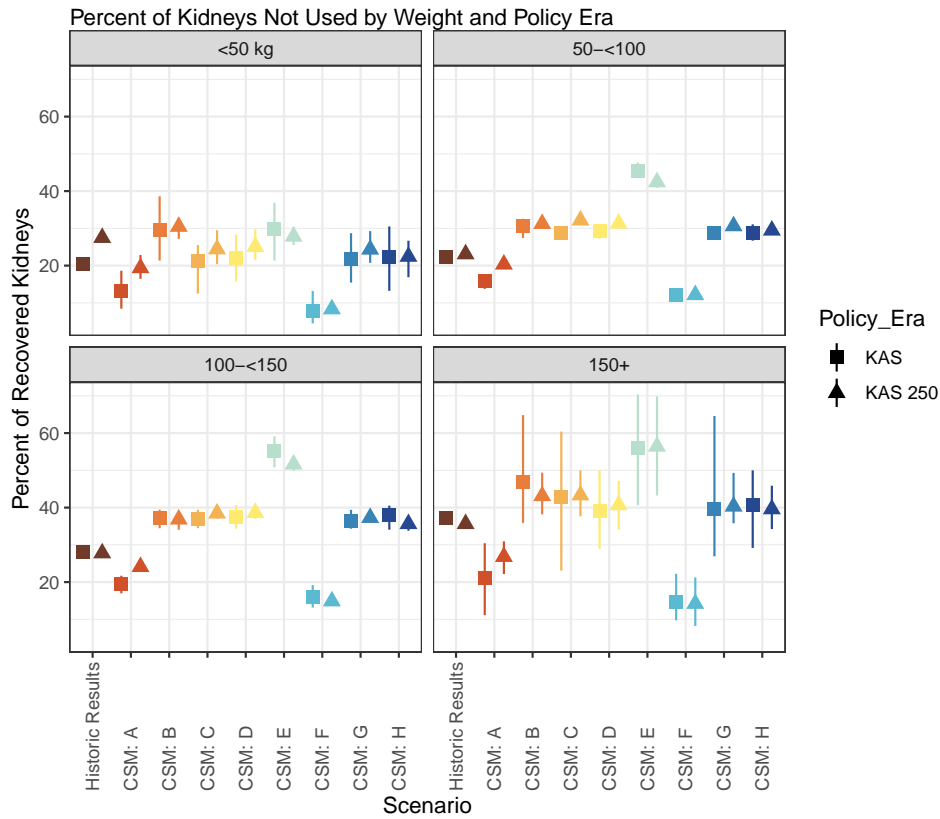 Percent of Kidneys Not Used by Weight and Policy Era
<50 kg
50−<100
60
40
20
100−<150
150+
60
40
20
Percent of Recovered Kidneys
Historic Results
CSM: A
CSM: B
CSM: C
CSM: D
CSM: E
CSM: F
CSM: G
CSM: H
Historic Results
CSM: A
CSM: B
CSM: C
CSM: D
CSM: E
CSM: F
CSM: G
CSM: H
Scenario
Policy_Era
KAS
KAS 250